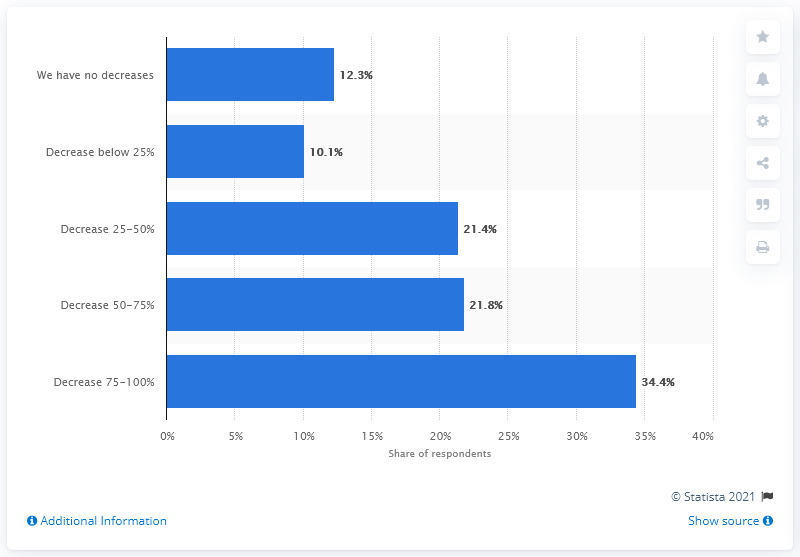 We have no decreases 12.3%
Decrease below 25% 10.1%
Decrease 25-50% 21.4%
Decrease 50-75% 21.8%
Decrease 75-100% 34.4%
0% 5% 10% 15% 20% 25% 30% 35% 40%
Share of respondents
© Statista 2021
Additional Information Show source